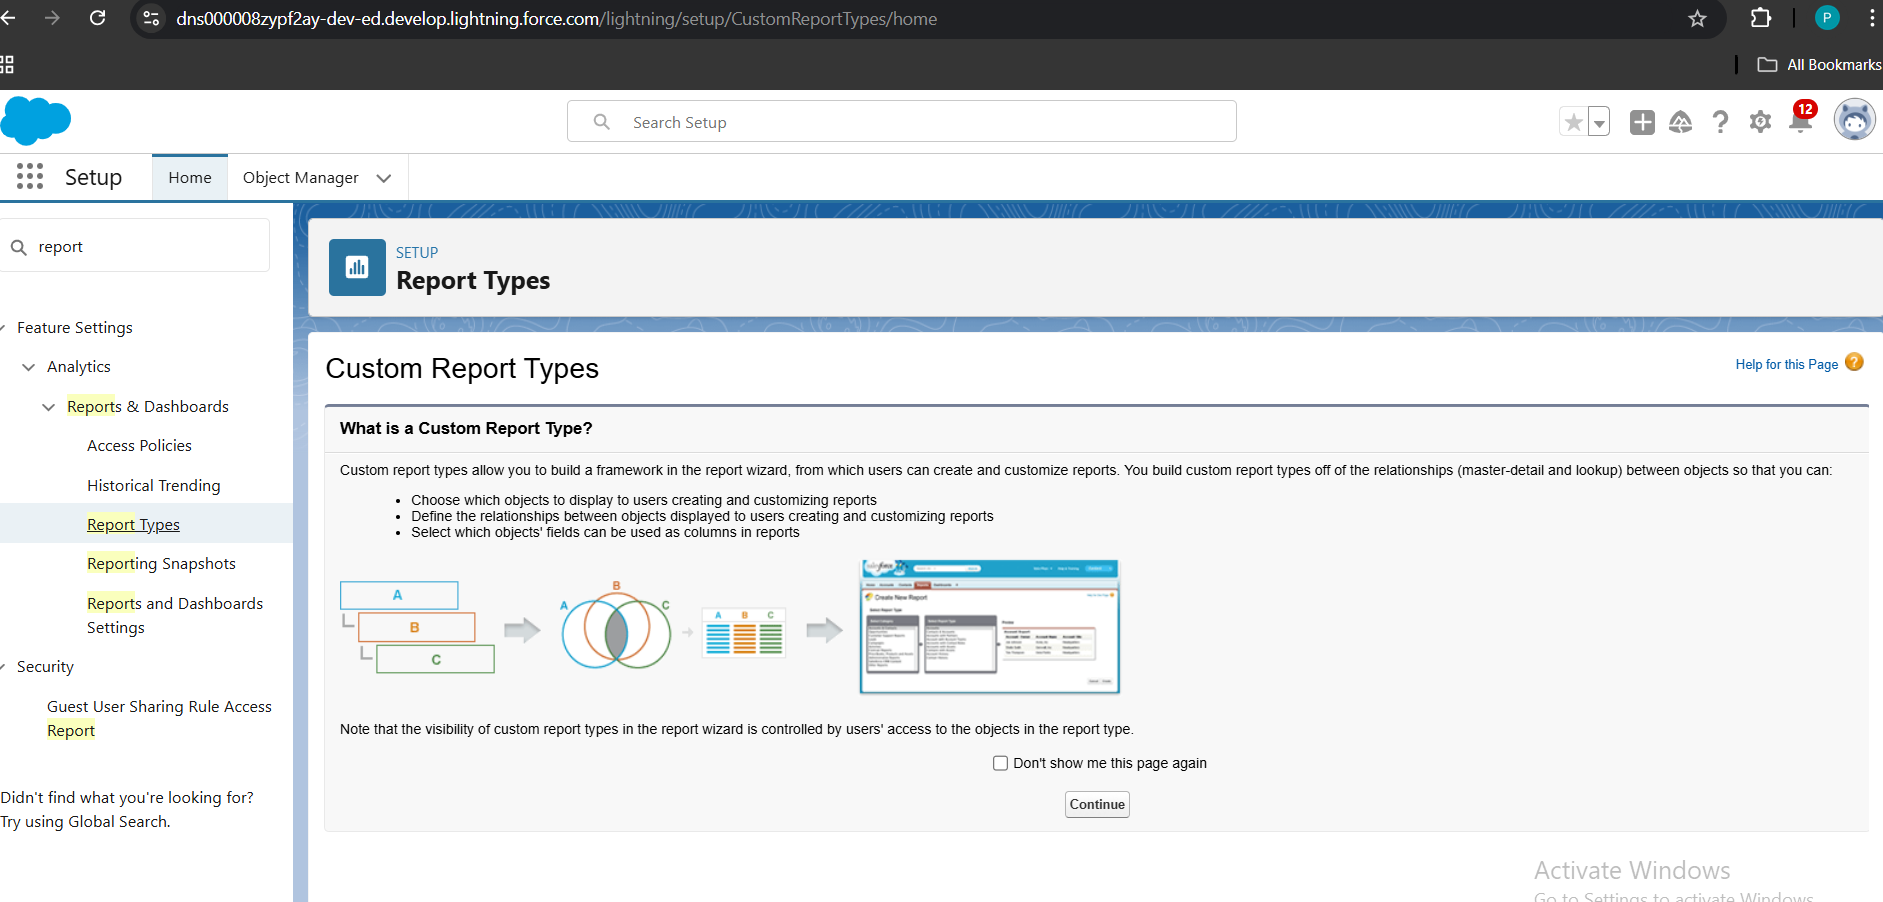 dns000008zypf2ay-dev-ed.develop.lightning.force.com/lightning/setup/CustomReportTypes/home
P
All Bookmarks
Search Setup
12
Setup
Home
Object Manager
report
SETUP
Report Types
Feature Settings
Analytics
Reports & Dashboards
Access Policies
Historical Trending
Report Types
Reporting Snapshots
Reports and Dashboards
Settings
Security
Guest User Sharing Rule Access
Report
Didn't find what you're looking for?
Try using Global Search.
Custom Report Types
Help for this Page
What is a Custom Report Type?
Custom report types allow you to build a framework in the report wizard, from which users can create and customize reports. You build custom report types off of the relationships (master-detail and lookup) between objects so that you can:
Choose which objects to display to users creating and customizing reports
Define the relationships between objects displayed to users creating and customizing reports
Select which objects' fields can be used as columns in reports
A
B
C
A
B
C
A B C
Create New Report
Note that the visibility of custom report types in the report wizard is controlled by users' access to the objects in the report type.
Don't show me this page again
Continue
Activate Windows
Go to Settings to activate Windows.